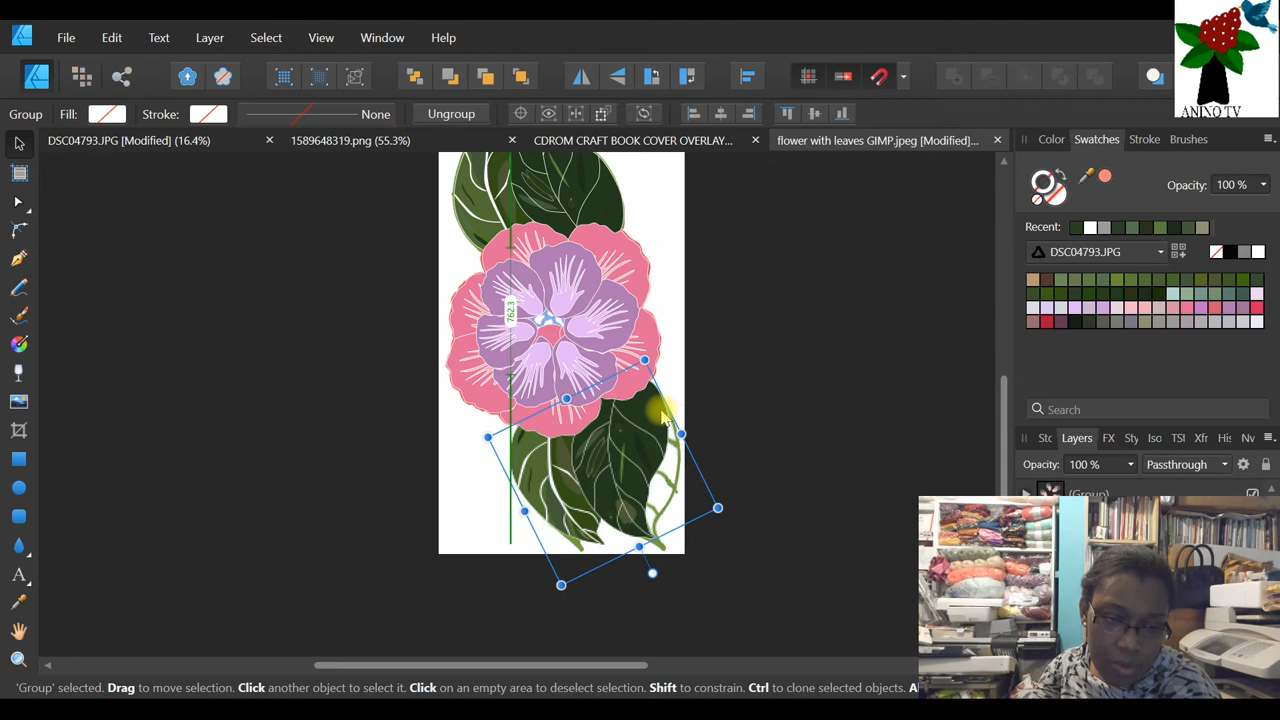 File Edit Text Layer Select View Window Help
ANINO TV
Group Fill: Stroke: None Ungroup
DSC04793.JPG [Modified] (16.4%) 1589648319.png (55.3%) CDROM CRAFT BOOK COVER OVERLAY... flower with leaves GIMP.jpeg [Modified]...
Color Swatches Stroke Brushes
Opacity: 100 %
Recent:
DSC04793.JPG
762.3
Search
Stc Layers FX Sty Iso TSI Xfr His Nv
Opacity: 100 % Passthrough
(Group)
'Group' selected. Drag to move selection. Click another object to select it. Click on an empty area to deselect selection. Shift to constrain. Ctrl to clone selected objects. A